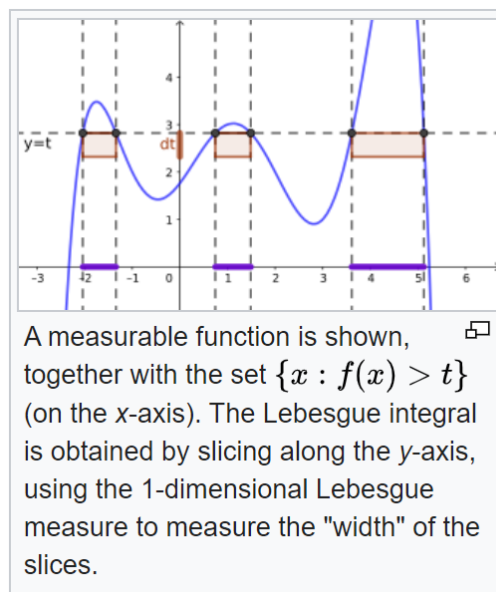 4
3
y=t
dt
2
1
-3 -2 -1 0 1 2 3 4 5 6
A measurable function is shown,
together with the set {x : f(x) > t}
(on the x-axis). The Lebesgue integral
is obtained by slicing along the y-axis,
using the 1-dimensional Lebesgue
measure to measure the "width" of the
slices.